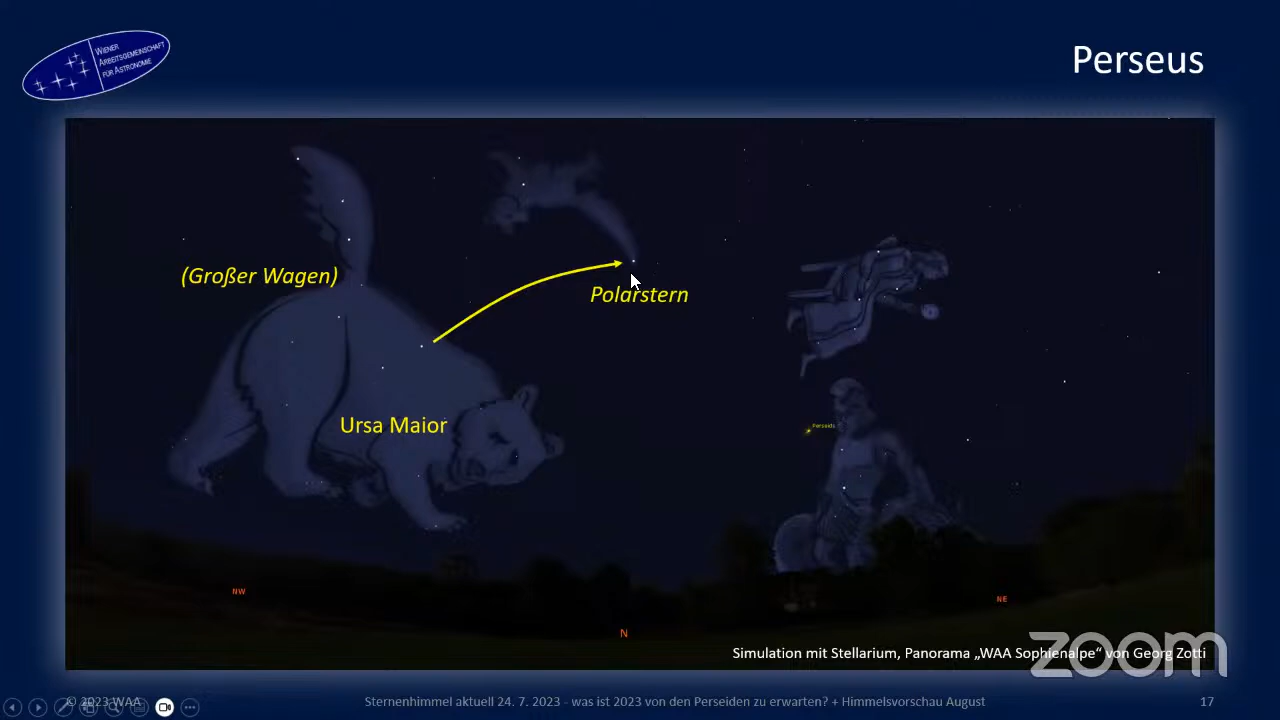 WIENER
ARBEITSGEMEINSCHAFT
FÜR ASTRONOMIE
Perseus
(Großer Wagen)
Polarstern
Ursa Maior
Perseids
NW
N
NE
Simulation mit Stellarium, Panorama „WAA Sophienalpe“ von Georg Zotti
zoom
© 2023 WAA
Sternenhimmel aktuell 24. 7. 2023 - was ist 2023 von den Perseiden zu erwarten? + Himmelsvorschau August
17